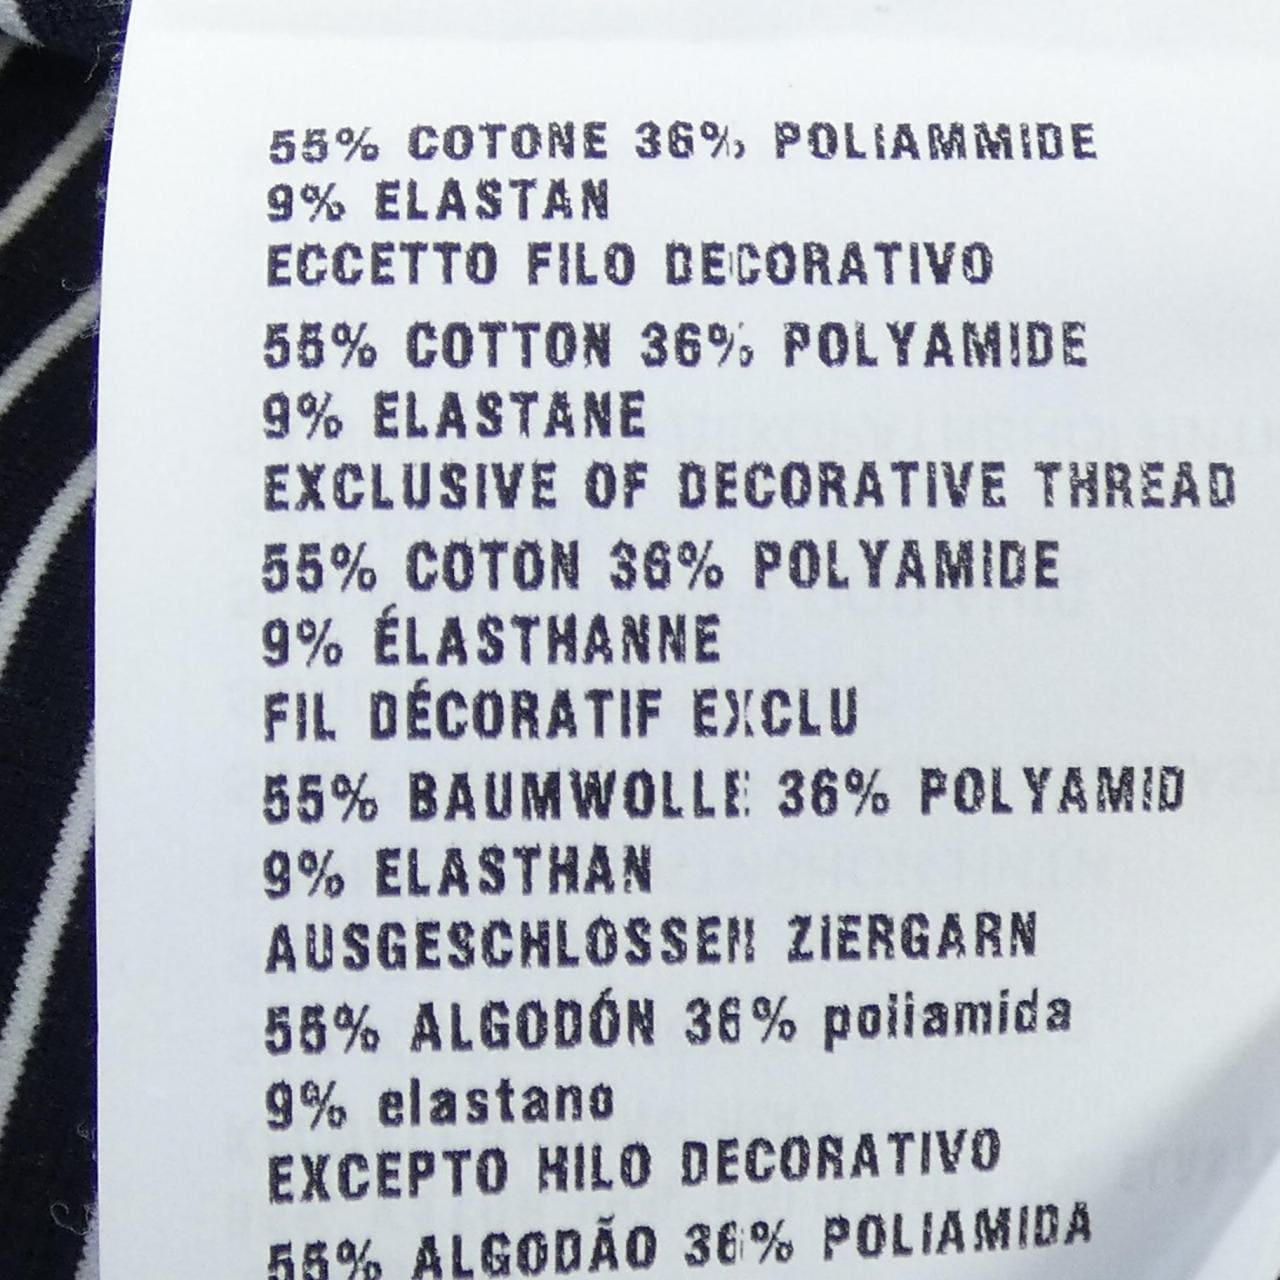 55% COTONE 36% POLIAMMIDE
9% ELASTAN
ECCETTO FILO DECORATIVO
55% COTTON 36% POLYAMIDE
9% ELASTANE
EXCLUSIVE OF DECORATIVE THREAD
55% COTON 36% POLYAMIDE
9% ÉLASTHANNE
FIL DÉCORATIF EXCLU
55% BAUMWOLLE 36% POLYAMID
9% ELASTHAN
AUSGESCHLOSSEN ZIERGARN
55% ALGODÓN 36% poliamida
9% elastano
EXCEPTO HILO DECORATIVO
55% ALGODÃO 36% POLIAMIDA